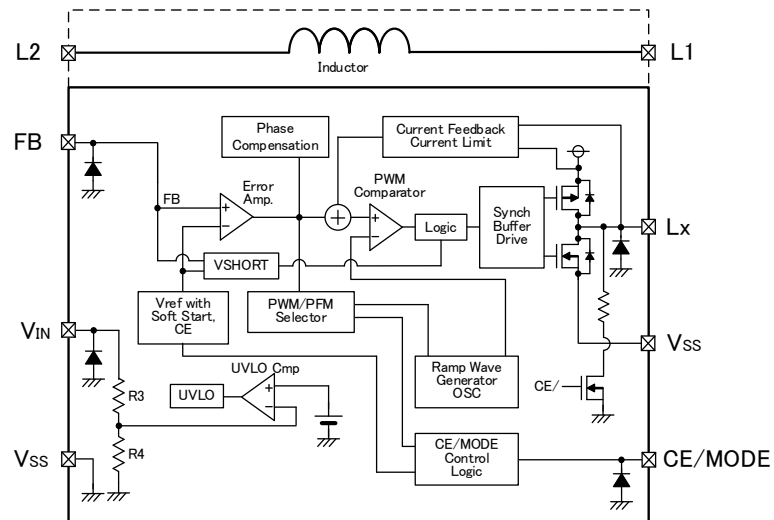 L2
L1
Inductor
FB
Phase
Compensation
Current Feedback
Current Limit
Error
Amp.
PWM
Comparator
FB
Synch
Buffer
Drive
Logic
Lx
VSHORT
Vref with
Soft Start,
CE
PWM/PFM
Selector
VIN
VSS
R3
UVLO Cmp
UVLO
Ramp Wave
Generator
OSC
CE/
R4
VSS
CE/MODE
Control
Logic
CE/MODE